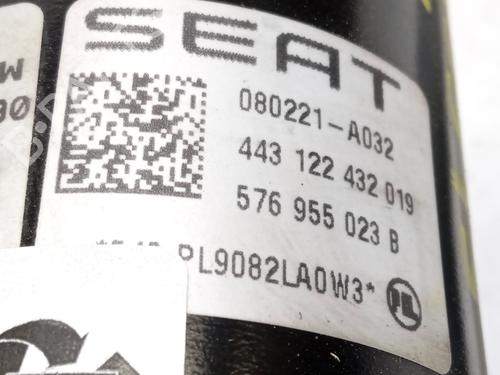 SEAT
080221-A032
443 122 432 019
576 955 023 B
PL9082LA0W3*